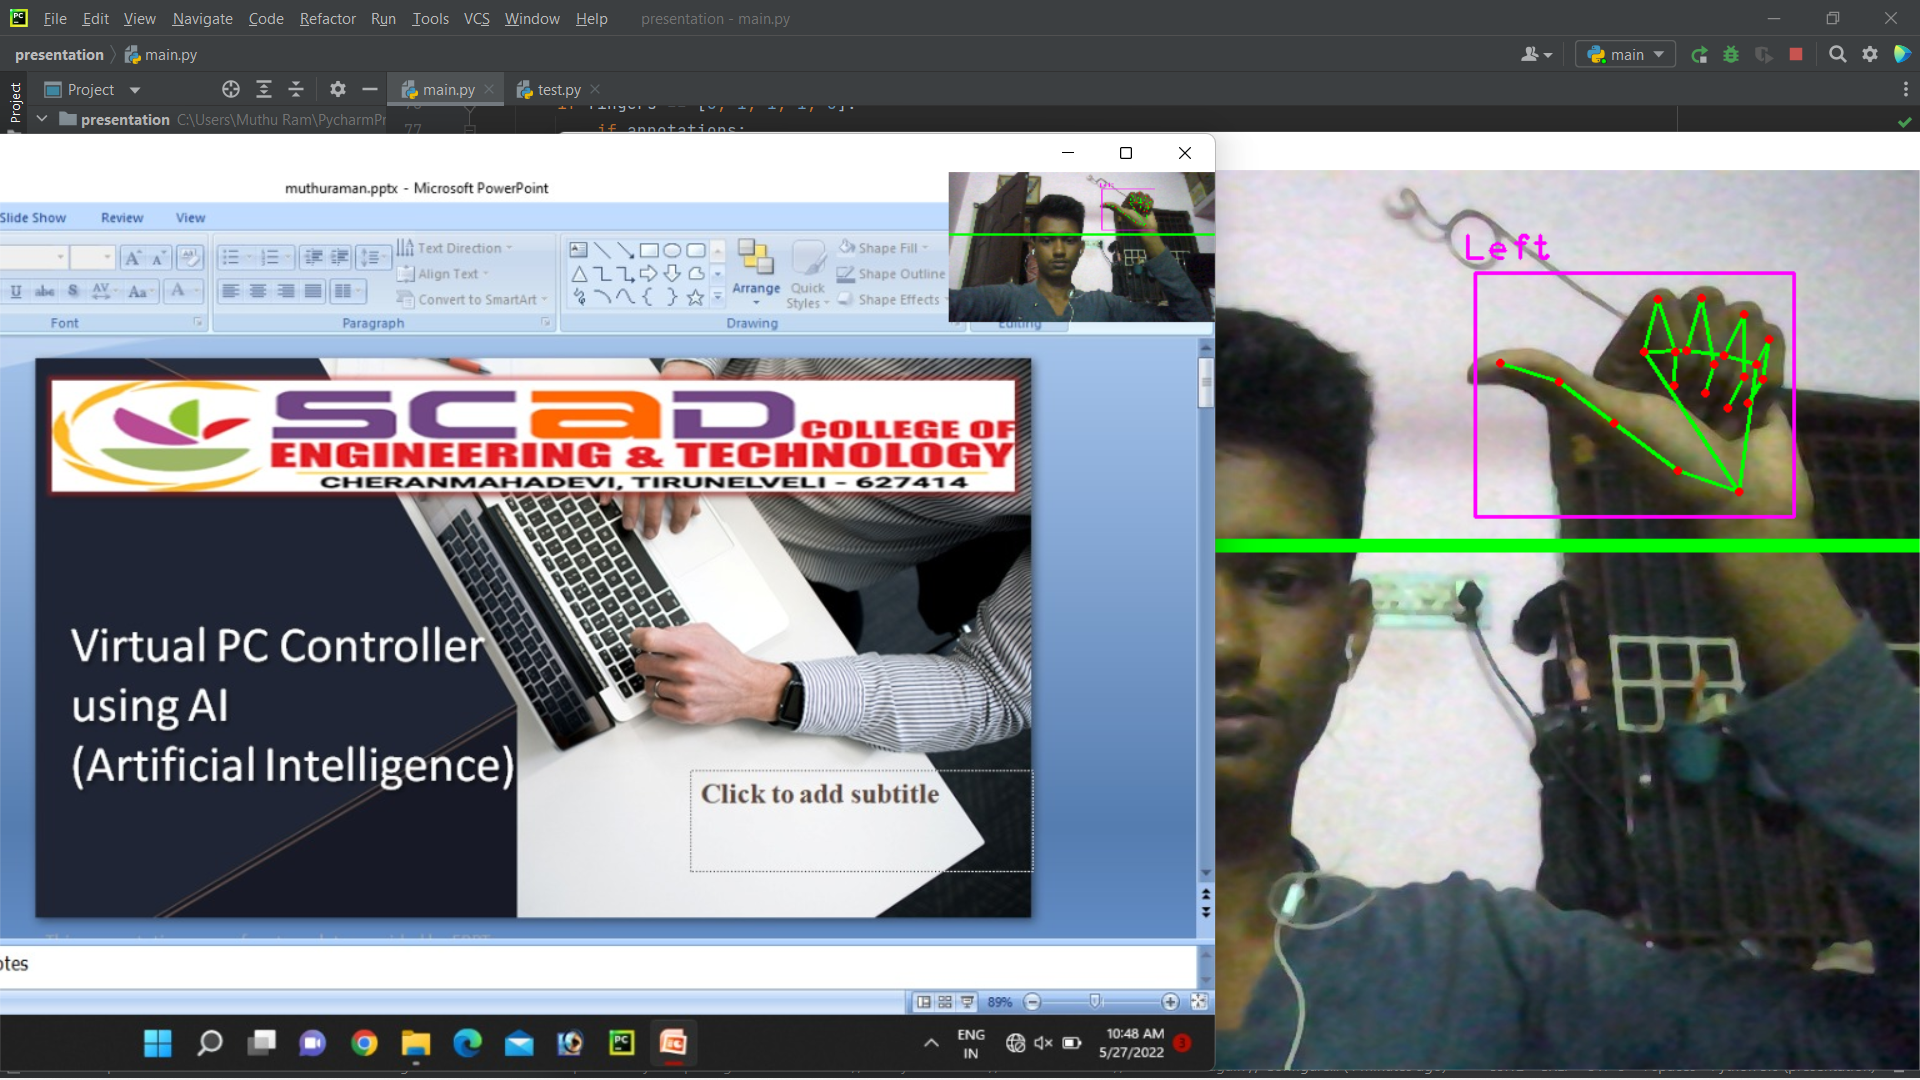 File Edit View Navigate Code Refactor Run Tools VCS Window Help presentation - main.py
presentation main.py
main
Project
Project
main.py
test.py
presentation C:\Users\Muthu Ram\PycharmPr
77
if annotations:
muthuraman.pptx - Microsoft PowerPoint
Slide Show Review View
Text Direction
Align Text
Convert to SmartArt
Font
Paragraph
Arrange
Quick Styles
Shape Fill
Shape Outline
Shape Effects
Drawing
Editing
Left
SCAD COLLEGE OF
ENGINEERING & TECHNOLOGY
CHERANMAHADEVI, TIRUNELVELI - 627414
Virtual PC Controller
using AI
(Artificial Intelligence)
Click to add subtitle
otes
89%
ENG
IN
10:48 AM
5/27/2022
3